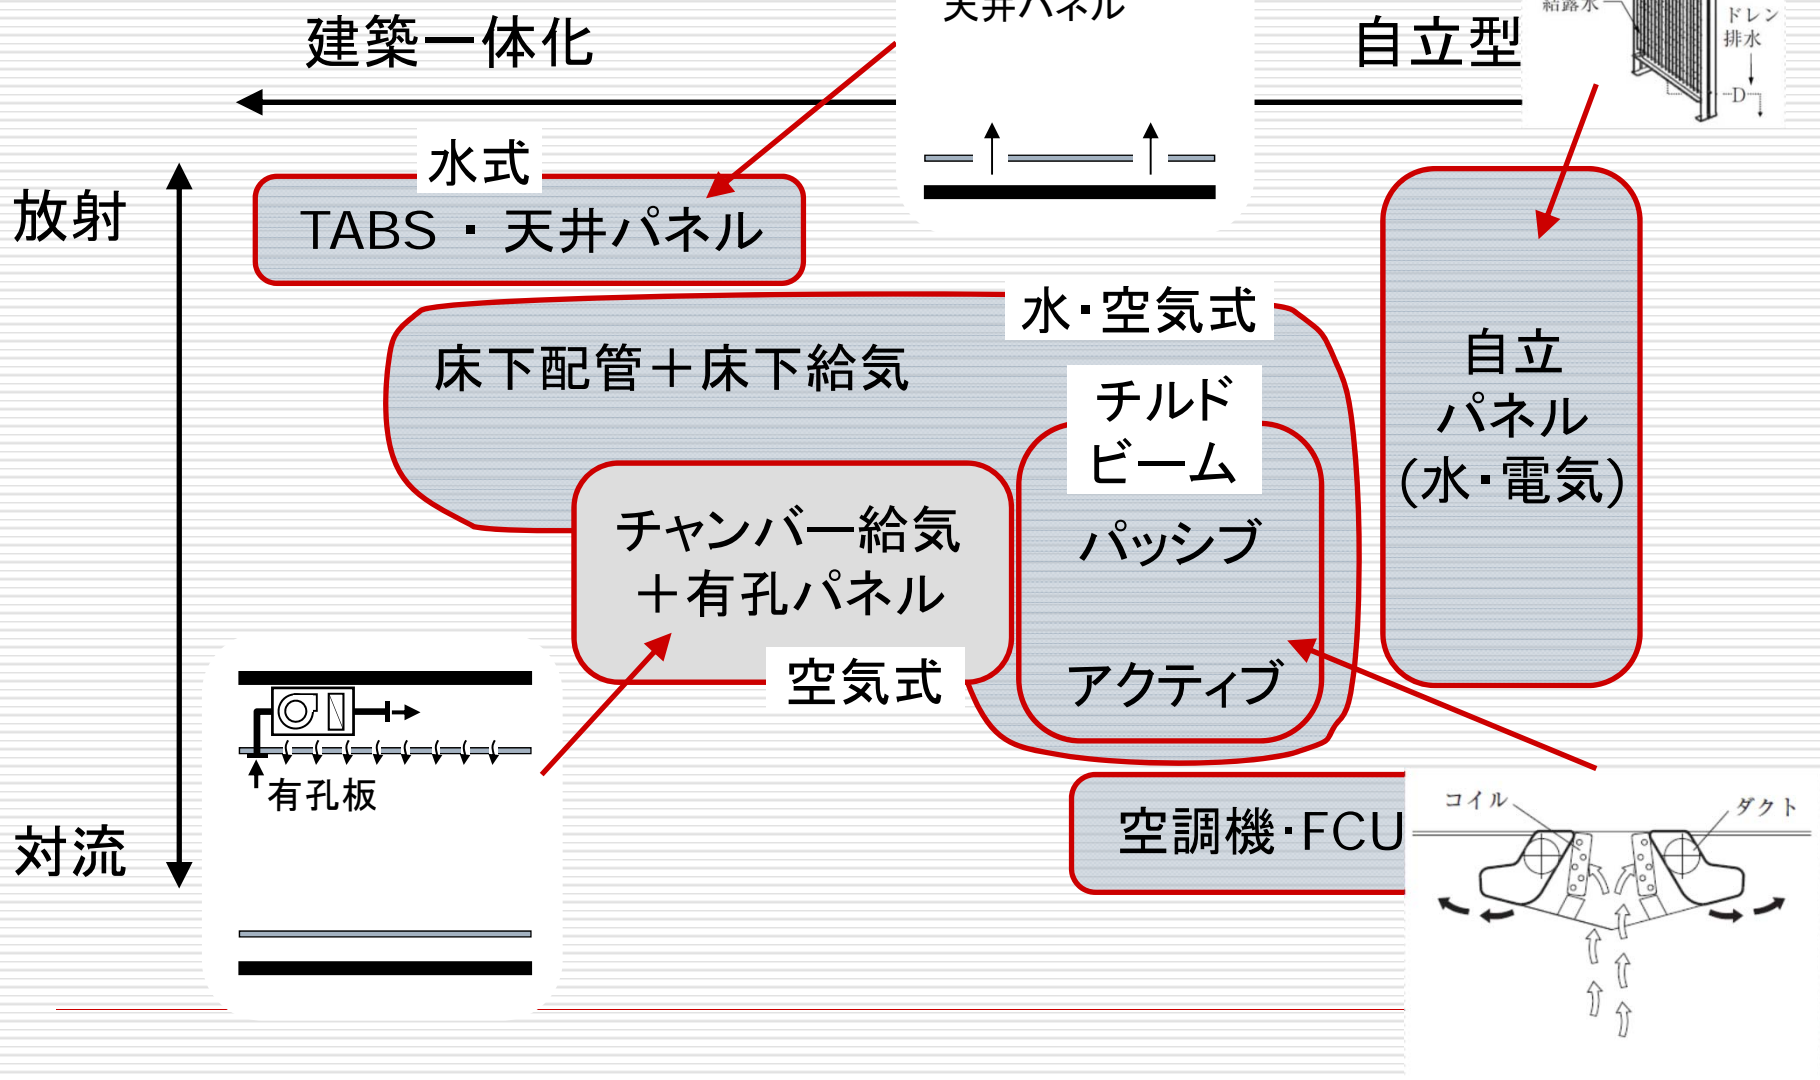 天井パネル
給露水
ドレン
排水
D
建築一体化
自立型
水式
放射
TABS ・ 天井パネル
水・空気式
床下配管＋床下給気
チルド
ビーム
自立
パネル
(水・電気)
チャンバー給気
＋有孔パネル
パッシブ
空気式
アクティブ
有孔板
対流
空調機・FCU
コイル
ダクト